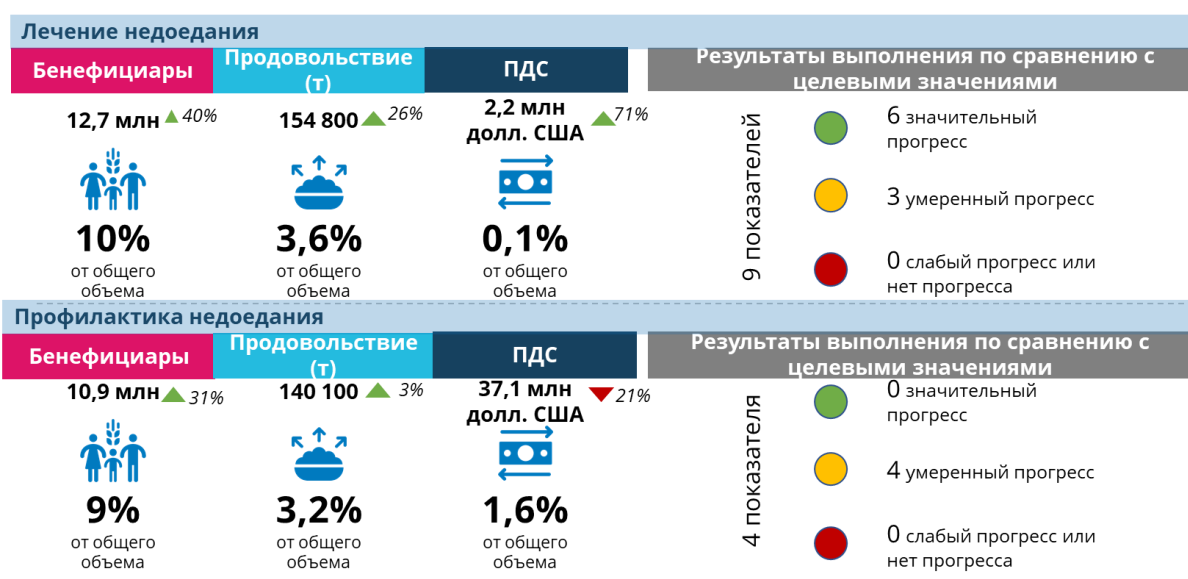 Лечение недоедания
Бенефициары
Продовольствие
(т)
ПДС
Результаты выполнения по сравнению с
целевыми значениями
12,7 млн
40%
154 800
26%
2,2 млн
долл. США
71%
10%
от общего
объема
3,6%
от общего
объема
0,1%
от общего
объема
9 показателей
6 значительный
прогресс
3 умеренный прогресс
0 слабый прогресс или
нет прогресса
Профилактика недоедания
Бенефициары
Продовольствие
(т)
ПДС
Результаты выполнения по сравнению с
целевыми значениями
10,9 млн
31%
140 100
3%
37,1 млн
долл. США
21%
9%
от общего
объема
3,2%
от общего
объема
1,6%
от общего
объема
4 показателя
0 значительный
прогресс
4 умеренный прогресс
0 слабый прогресс или
нет прогресса